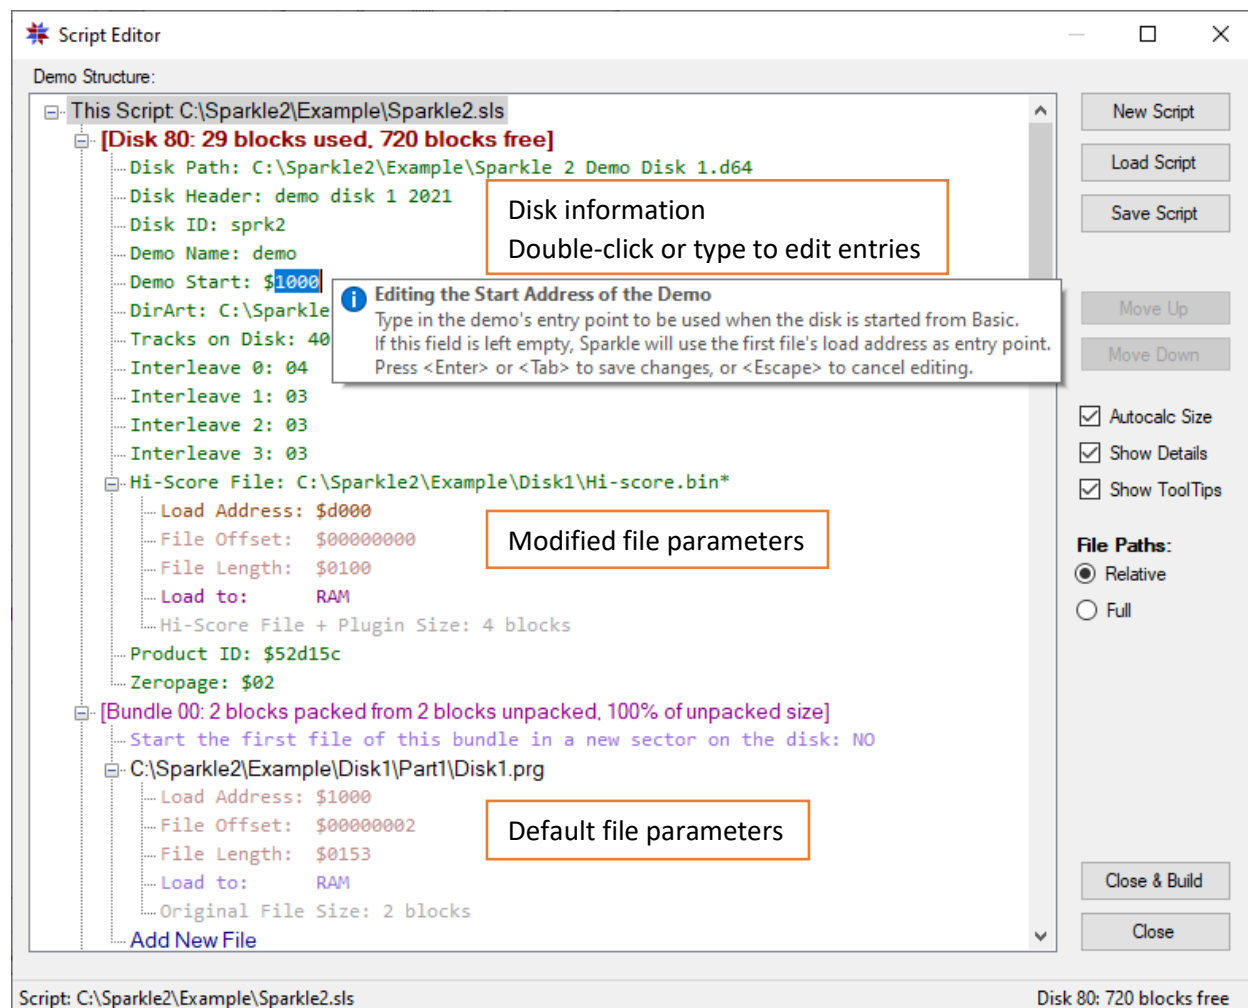 Script Editor
Demo Structure:
This Script: C:\Sparkle2\Example\Sparkle2.sls
[Disk 80: 29 blocks used, 720 blocks free]
Disk Path: C:\Sparkle2\Example\Sparkle 2 Demo Disk 1.d64
Disk Header: demo disk 1 2021
Disk ID: sprk2
Demo Name: demo
Demo Start: $1000
DirArt: C:\Sparkle
Tracks on Disk: 40
Interleave 0: 04
Interleave 1: 03
Interleave 2: 03
Interleave 3: 03
Hi-Score File: C:\Sparkle2\Example\Disk1\Hi-score.bin*
Load Address: $d000
File Offset: $00000000
File Length: $0100
Load to: RAM
Hi-Score File + Plugin Size: 4 blocks
Product ID: $52d15c
Zeropage: $02
[Bundle 00: 2 blocks packed from 2 blocks unpacked, 100% of unpacked size]
Start the first file of this bundle in a new sector on the disk: NO
C:\Sparkle2\Example\Disk1\Part1\Disk1.prg
Load Address: $1000
File Offset: $00000002
File Length: $0153
Load to: RAM
Original File Size: 2 blocks
Add New File
Disk information
Double-click or type to edit entries
Editing the Start Address of the Demo
Type in the demo's entry point to be used when the disk is started from Basic.
If this field is left empty, Sparkle will use the first file's load address as entry point.
Press <Enter> or <Tab> to save changes, or <Escape> to cancel editing.
Modified file parameters
Default file parameters
New Script
Load Script
Save Script
Move Up
Move Down
Autocalc Size
Show Details
Show ToolTips
File Paths:
Relative
Full
Close & Build
Close
Script: C:\Sparkle2\Example\Sparkle2.sls
Disk 80: 720 blocks free